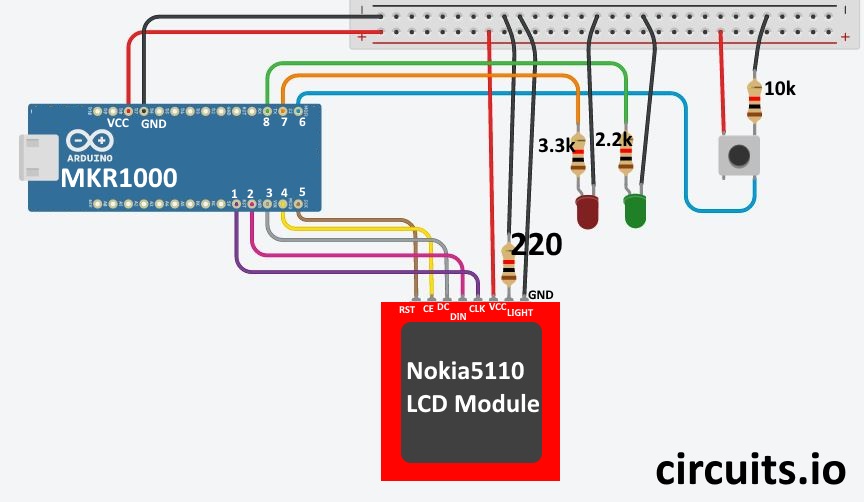 10k
VCC GND
8 7 6
3.3k 2.2k
ARDUINO
MKR1000
1 2 3 4 5
220
GND
RST CE DC DIN CLK VCC LIGHT
Nokia5110
LCD Module
circuits.io